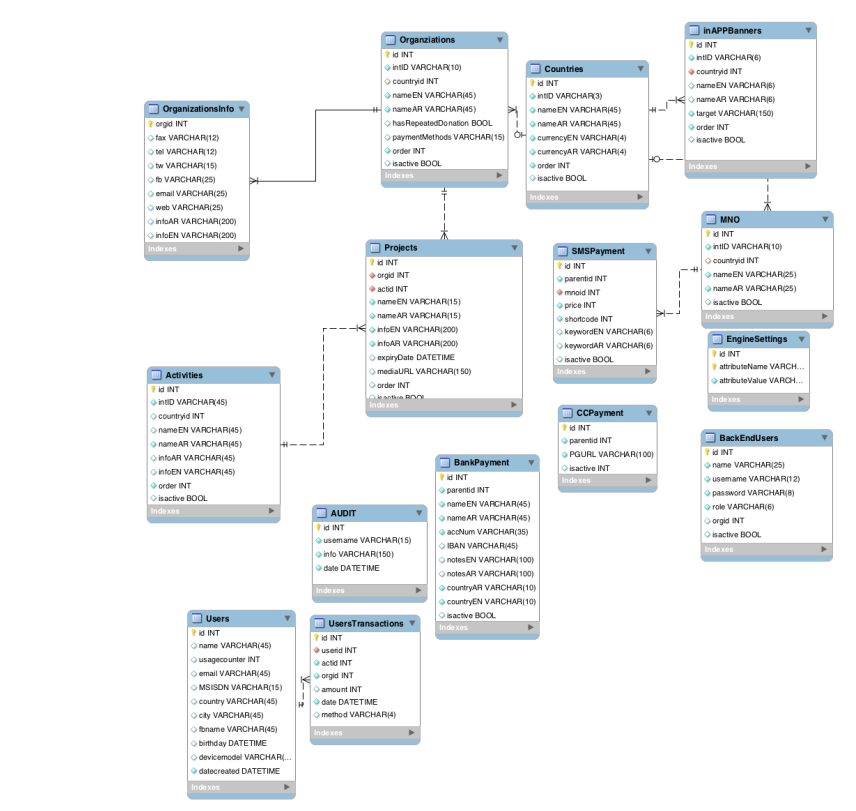 Organziations
id INT
intID VARCHAR(10)
countryid INT
nameEN VARCHAR(45)
nameAR VARCHAR(45)
hasRepeatedDonation BOOL
paymentMethods VARCHAR(15)
order INT
isactive BOOL
Indexes
Countries
id INT
intID VARCHAR(3)
nameEN VARCHAR(45)
nameAR VARCHAR(45)
currencyEN VARCHAR(4)
currencyAR VARCHAR(4)
order INT
isactive BOOL
Indexes
inAPPBanners
id INT
intID VARCHAR(6)
countryid INT
nameEN VARCHAR(6)
nameAR VARCHAR(6)
target VARCHAR(150)
order INT
isactive BOOL
Indexes
OrganizationsInfo
orgid INT
fax VARCHAR(12)
tel VARCHAR(12)
tw VARCHAR(15)
fb VARCHAR(25)
email VARCHAR(25)
web VARCHAR(25)
infoAR VARCHAR(200)
infoEN VARCHAR(200)
Indexes
Projects
id INT
orgid INT
actid INT
nameEN VARCHAR(15)
nameAR VARCHAR(15)
infoEN VARCHAR(200)
infoAR VARCHAR(200)
expiryDate DATETIME
mediaURL VARCHAR(150)
order INT
isactive BOOL
Indexes
SMSPayment
id INT
parentid INT
mnoid INT
price INT
shortcode INT
keywordEN VARCHAR(6)
keywordAR VARCHAR(6)
isactive BOOL
Indexes
MNO
id INT
intID VARCHAR(10)
countryid INT
nameEN VARCHAR(25)
nameAR VARCHAR(25)
isactive BOOL
Indexes
EngineSettings
id INT
attributeName VARCH...
attributeValue VARCH...
Indexes
Activities
id INT
intID VARCHAR(45)
countryid INT
nameEN VARCHAR(45)
nameAR VARCHAR(45)
infoAR VARCHAR(45)
infoEN VARCHAR(45)
order INT
isactive BOOL
Indexes
CCPayment
id INT
parentid INT
PGURL VARCHAR(100)
isactive INT
Indexes
BackEndUsers
id INT
name VARCHAR(25)
username VARCHAR(12)
password VARCHAR(8)
role VARCHAR(6)
orgid INT
isactive BOOL
Indexes
BankPayment
id INT
parentid INT
nameEN VARCHAR(45)
nameAR VARCHAR(45)
accNum VARCHAR(35)
IBAN VARCHAR(45)
notesEN VARCHAR(100)
notesAR VARCHAR(100)
countryAR VARCHAR(10)
countryEN VARCHAR(10)
isactive BOOL
Indexes
AUDIT
id INT
username VARCHAR(15)
info VARCHAR(150)
date DATETIME
Indexes
Users
id INT
name VARCHAR(45)
usagecounter INT
email VARCHAR(45)
MSISDN VARCHAR(15)
country VARCHAR(45)
city VARCHAR(45)
fbname VARCHAR(45)
birthday DATETIME
devicemodel VARCHAR(...
datecreated DATETIME
Indexes
UsersTransactions
id INT
userid INT
actid INT
orgid INT
amount INT
date DATETIME
method VARCHAR(4)
Indexes